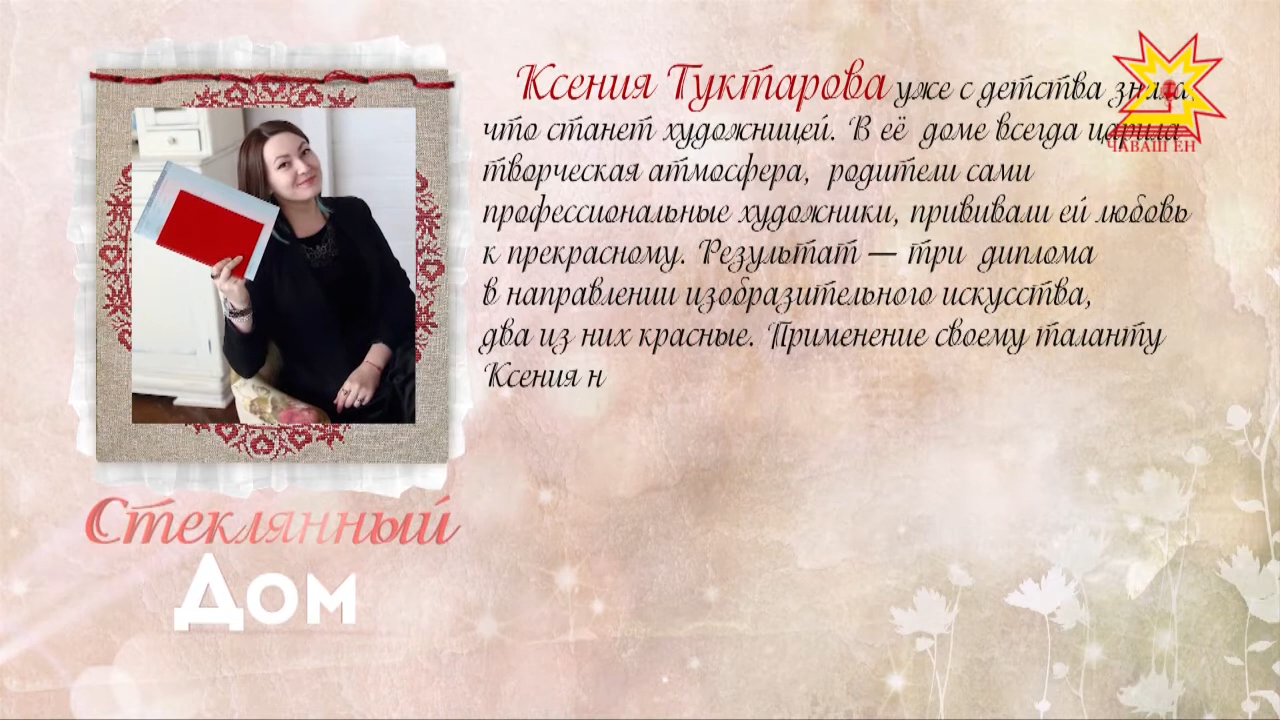 Ксения Туктарова уже с детства знала
что станет художницей. В её доме всегда царила
творческая атмосфера, родители сами
профессиональные художники, прививали ей любовь
к прекрасному. Результат — три диплома
в направлении изобразительного искусства,
два из них красные. Применение своему таланту
Ксения н
ЧĂВАШ ЕН
Стеклянный
Дом